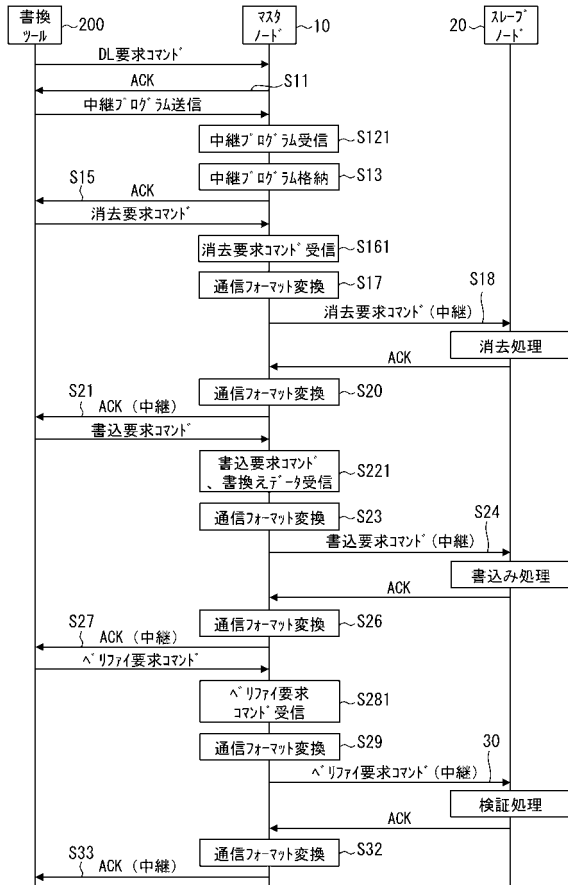 書換
ツール
200
マスタ
ノード
10
20
スレーブ
ノード
DL要求コマンド
ACK
S11
中継プログラム送信
中継プログラム受信
S121
中継プログラム格納
S13
S15
ACK
消去要求コマンド
消去要求コマンド受信
S161
通信フォーマット変換
S17
S18
消去要求コマンド(中継)
消去処理
ACK
通信フォーマット変換
S20
S21
ACK (中継)
書込要求コマンド
書込要求コマンド
、書換えデータ受信
S221
通信フォーマット変換
S23
S24
書込要求コマンド(中継)
書込み処理
ACK
通信フォーマット変換
S26
S27
ACK (中継)
ベリファイ要求コマンド
ベリファイ要求
コマンド受信
S281
通信フォーマット変換
S29
30
ベリファイ要求コマンド(中継)
検証処理
ACK
通信フォーマット変換
S32
S33
ACK (中継)